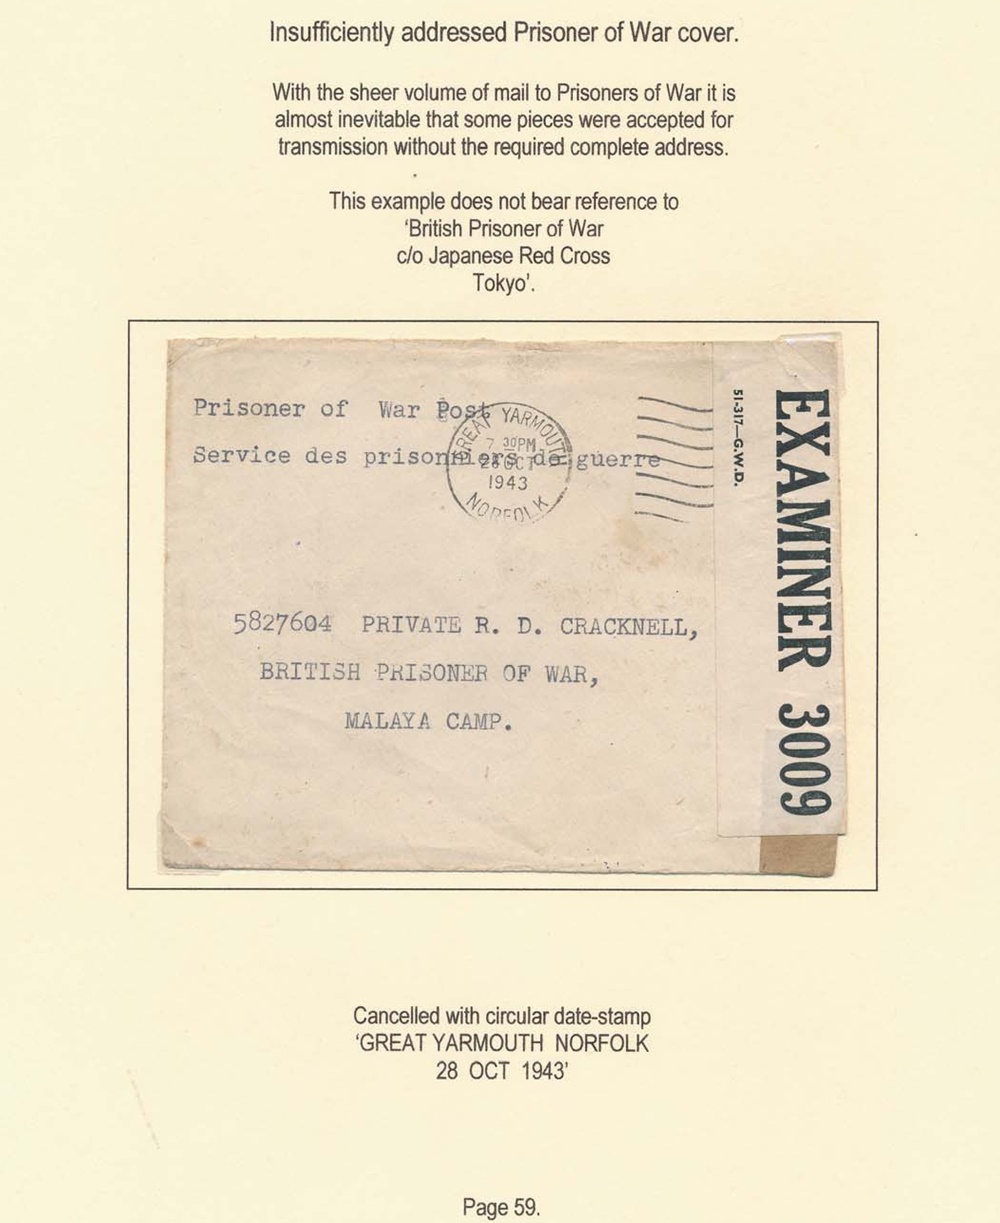 Insufficiently addressed Prisoner of War cover.
With the sheer volume of mail to Prisoners of War it is
almost inevitable that some pieces were accepted for
transmission without the required complete address.
This example does not bear reference to
‘British Prisoner of War
c/o Japanese Red Cross
Tokyo’.
Prisoner of War Post
Service des prisonniers de guerre
GREAT YARMOUTH
7 30PM
28 OCT
1943
NORFOLK
51-317—G.W.D.
EXAMINER 3009
5827604 PRIVATE R. D. CRACKNELL,
BRITISH PRISONER OF WAR,
MALAYA CAMP.
Cancelled with circular date-stamp
‘GREAT YARMOUTH NORFOLK
28 OCT 1943’
Page 59.